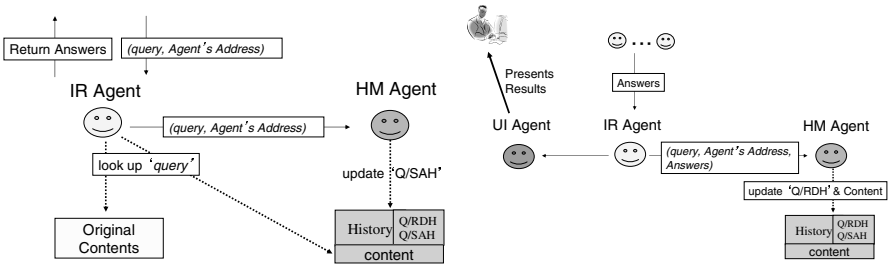 Return Answers
(query, Agent's Address)
IR Agent
HM Agent
(query, Agent's Address)
look up 'query'
update 'Q/SAH'
Original
Contents
History
Q/RDH
Q/SAH
content
Presents
Results
Answers
UI Agent
IR Agent
HM Agent
(query, Agent's Address,
Answers)
update 'Q/RDH' & Content
History
Q/RDH
Q/SAH
content